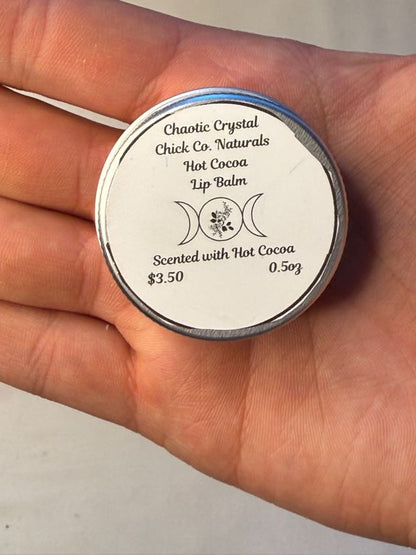 Chaotic Crystal
Chick Co. Naturals
Hot Cocoa
Lip Balm
Scented with Hot Cocoa
$3.50 0.5oz